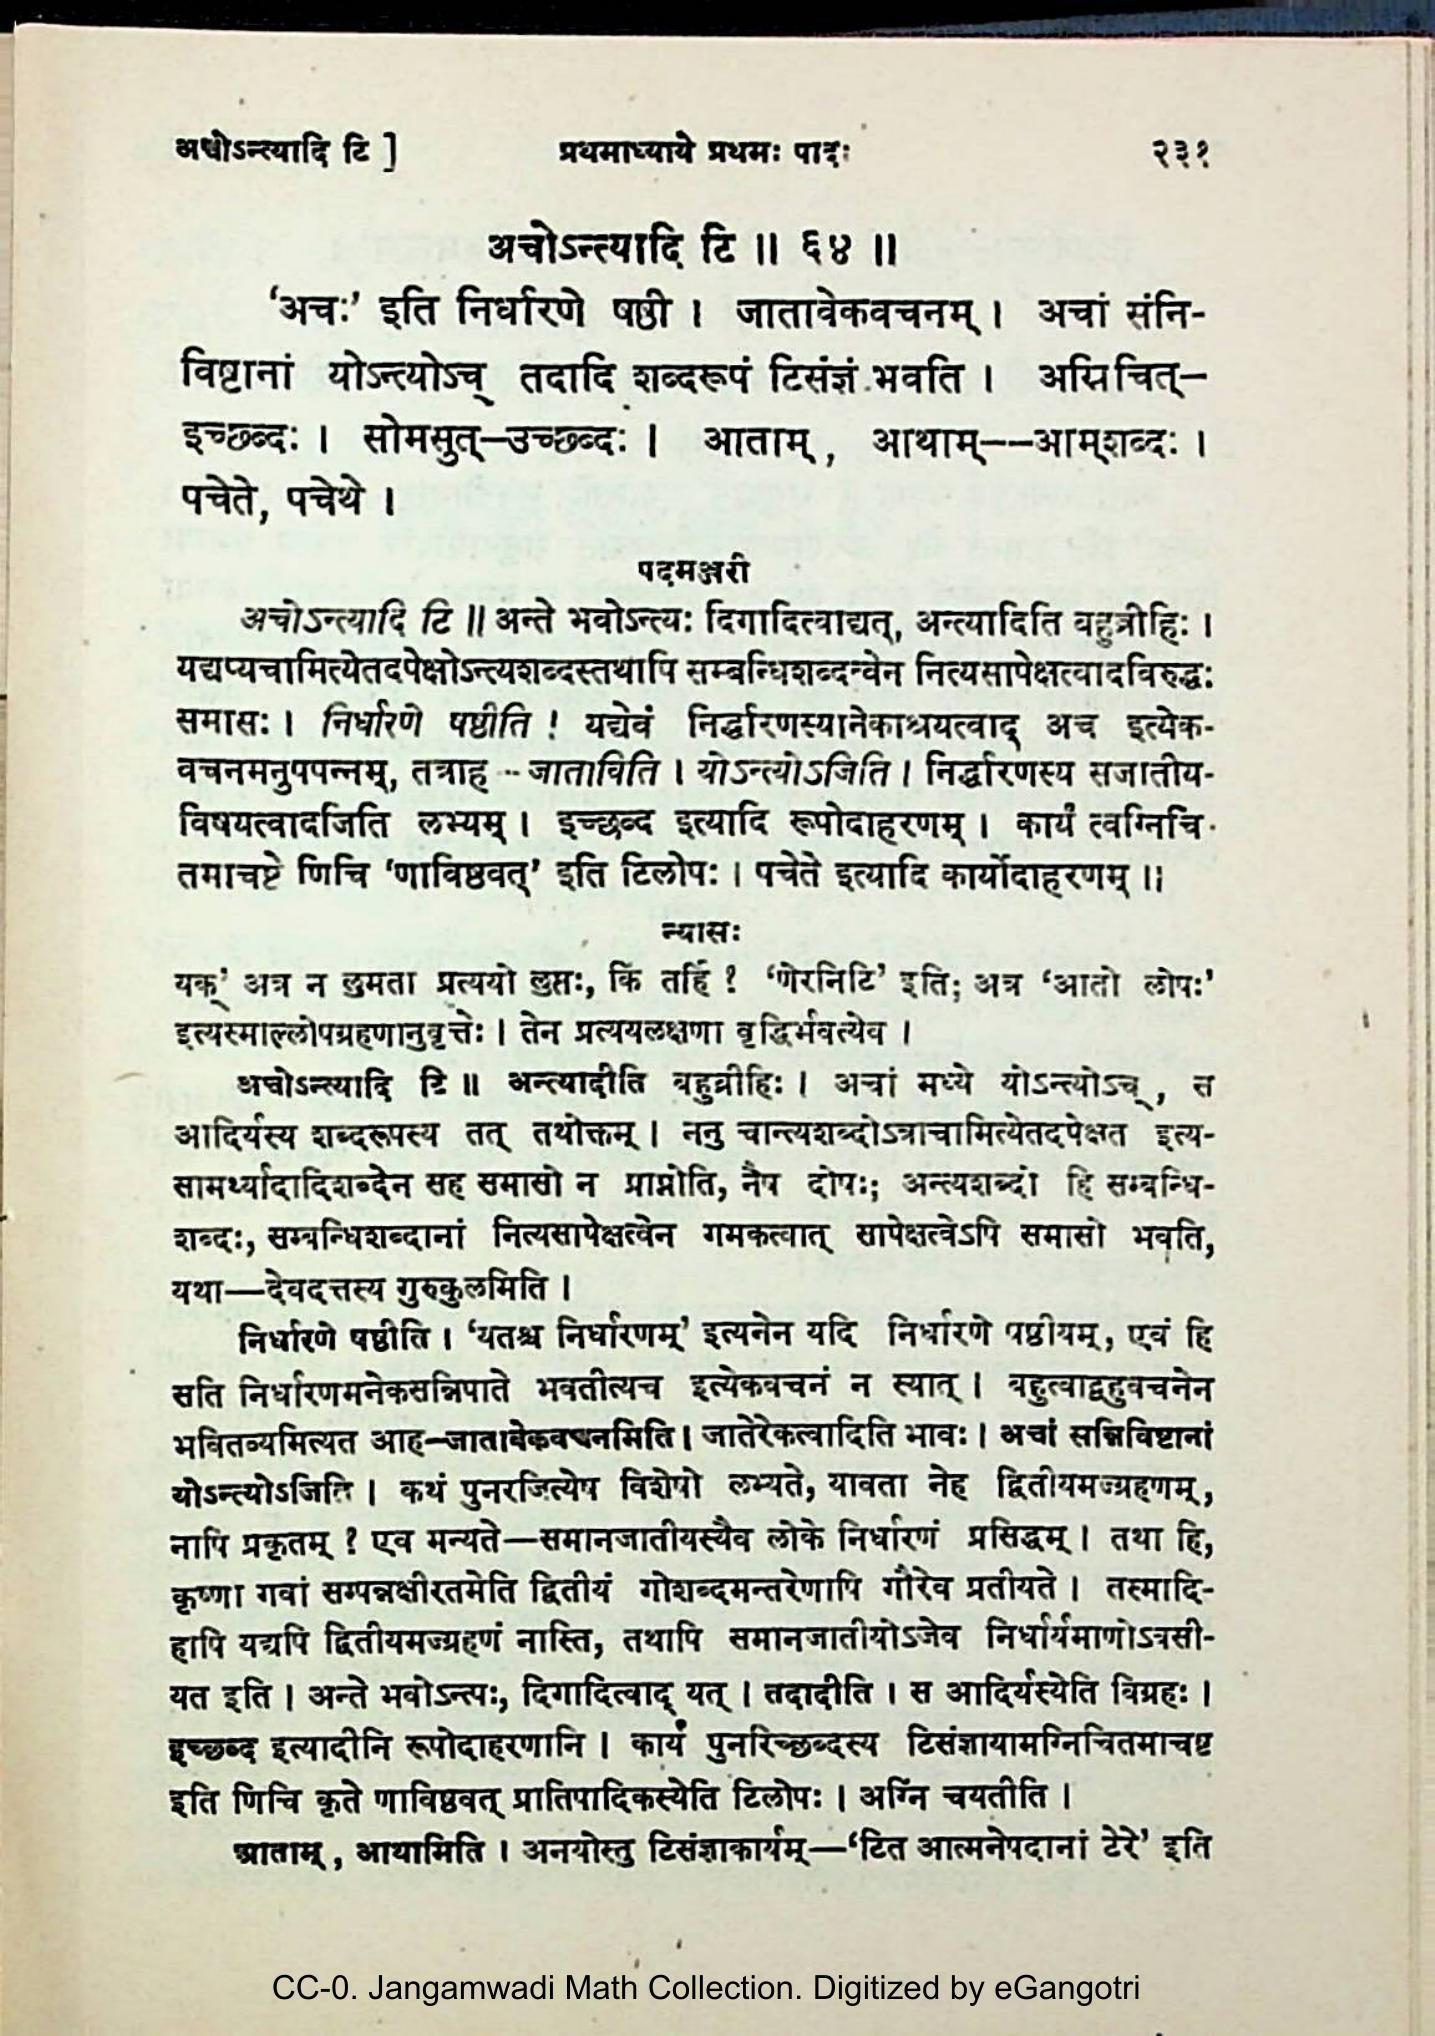 अचोऽन्त्यादि टि ] प्रथमाध्याये प्रथमः पादः २३१
अचोऽन्त्यादि टि ॥ ६४ ॥
‘अचः’ इति निर्धारणे षष्ठी । जातावेकवचनम् । अचां संनि-
विष्टानां योऽन्त्योऽच् तदादि शब्दरूपं टिसंज्ञं भवति । अग्निचित्–
इच्छब्दः । सोमसुत्–उच्छब्दः । आताम् , आथाम्––आम्शब्दः ।
पचेते, पचेथे ।
पदमञ्जरी
अचोऽन्त्यादि टि ॥ अन्ते भवोऽन्त्यः दिगादित्वाद्यत्, अन्त्यादिति बहुव्रीहिः ।
यद्यप्यचामित्येतदपेक्षोऽन्त्यशब्दस्तथापि सम्बन्धिशब्दत्वेन नित्यसापेक्षत्वादविरुद्धः
समासः । निर्धारणे षष्ठीति ! यद्येवं निर्द्धारणस्यानेकाश्रयत्वाद् अच इत्येक-
वचनमनुपपन्नम्, तत्राह -- जाताविति । योऽन्त्योऽजिति । निर्द्धारणस्य सजातीय-
विषयत्वादजिति लभ्यम् । इच्छब्द इत्यादि रूपोदाहरणम् । कार्यं त्वग्निचि-
तमाचष्टे णिचि ‘णाविष्ठवत्’ इति टिलोपः । पचेते इत्यादि कार्योदाहरणम् ॥
न्यासः
यक्’ अत्र न लुमता प्रत्ययो लुप्तः, किं तर्हि ? ‘णेरनिटि’ इति; अत्र ‘आतो लोपः’
इत्यस्माल्लोपग्रहणानुवृत्तेः । तेन प्रत्ययलक्षणा वृद्धिर्भवत्येव ।
अचोऽन्त्यादि टि ॥ अन्त्यादीति बहुव्रीहिः । अचां मध्ये योऽन्त्योऽच् , स
आदिर्यस्य शब्दरूपस्य तत् तथोक्तम् । ननु चान्त्यशब्दोऽत्राचामित्येतदपेक्षत इत्य-
सामर्थ्यादादिशब्देन सह समासो न प्राप्नोति, नैष दोषः; अन्त्यशब्दो हि सम्बन्धि-
शब्दः, सम्बन्धिशब्दानां नित्यसापेक्षत्वेन गमकत्वात् सापेक्षत्वेऽपि समासो भवति,
यथा—देवदत्तस्य गुरुकुलमिति ।
निर्धारणे षष्ठीति । ‘यतश्च निर्धारणम्’ इत्यनेन यदि निर्धारणे षष्ठीयम्, एवं हि
सति निर्धारणमनेकसन्निपाते भवतीत्यच इत्येकवचनं न स्यात् । बहुत्वाद्बहुवचनेन
भवितव्यमित्यत आह–जातावेकवचनमिति । जातेरेकत्वादिति भावः । अचां सन्निविष्टानां
योऽन्त्योऽजिति । कथं पुनरजित्येष विशेषो लभ्यते, यावता नेह द्वितीयमज्ग्रहणम्,
नापि प्रकृतम् ? एव मन्यते—समानजातीयस्यैव लोके निर्धारणं प्रसिद्धम् । तथा हि,
कृष्णा गवां सम्पन्नक्षीरतमेति द्वितीयं गोशब्दमन्तरेणापि गौरेव प्रतीयते । तस्मादि-
हापि यद्यपि द्वितीयमज्ग्रहणं नास्ति, तथापि समानजातीयोऽजेव निर्धार्यमाणोऽवसी-
यत इति । अन्ते भवोऽन्त्यः, दिगादित्वाद् यत् । तदादीति । स आदिर्यस्येति विग्रहः ।
इच्छब्द इत्यादीनि रूपोदाहरणानि । कार्यं पुनरिच्छब्दस्य टिसंज्ञायामग्निचितमाचष्ट
इति णिचि कृते णाविष्ठवत् प्रातिपादिकस्येति टिलोपः । अग्निं चयतीति ।
आताम् , आथामिति । अनयोस्तु टिसंज्ञाकार्यम्—‘टित आत्मनेपदानां टेरे’ इति
CC-0. Jangamwadi Math Collection. Digitized by eGangotri